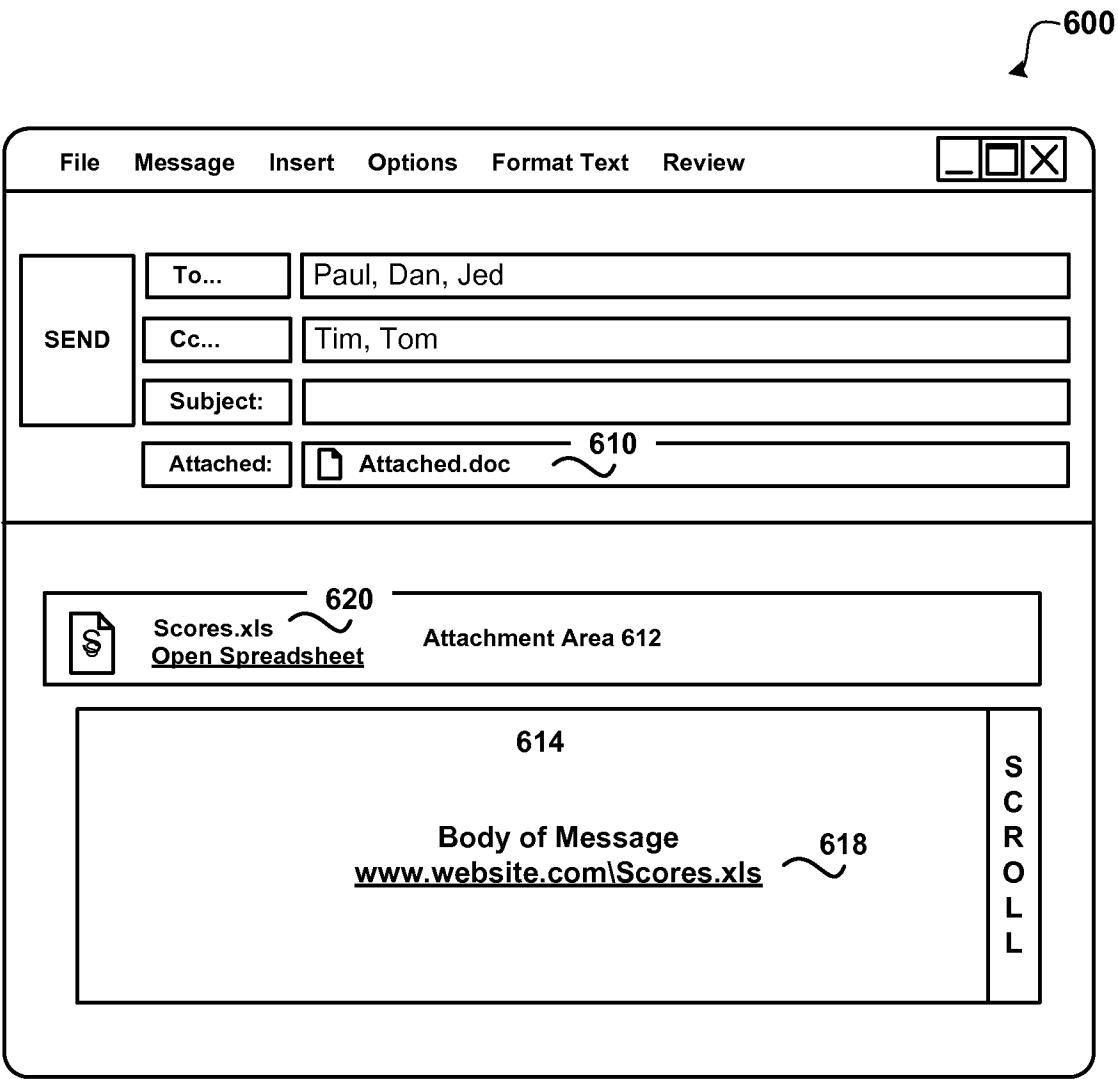 600
File Message Insert Options Format Text Review
SEND
To... Paul, Dan, Jed
Cc... Tim, Tom
Subject:
Attached: Attached.doc 610
620
Scores.xls
Open Spreadsheet
Attachment Area 612
614
Body of Message
www.website.com\Scores.xls 618
SCROLL